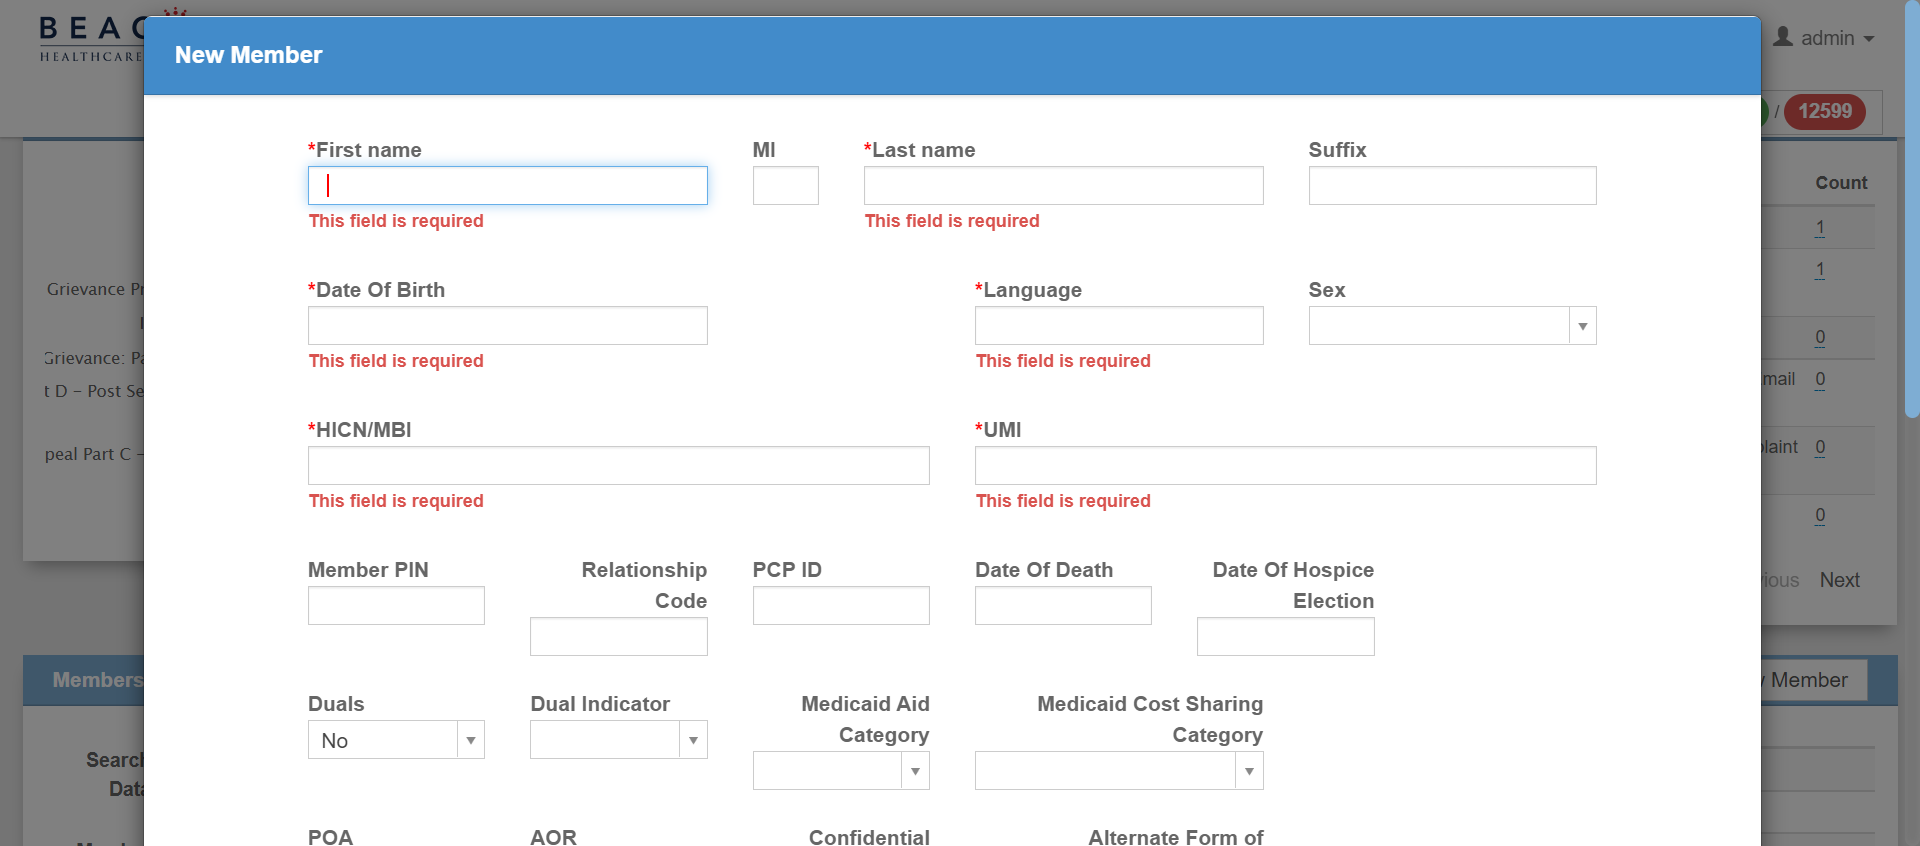 BEAC
HEALTHCARE
New Member
admin
/ 12599
*First name
MI
*Last name
Suffix
This field is required
This field is required
Count
1
Grievance Pr
1
*Date Of Birth
*Language
Sex
0
Grievance: Pa
This field is required
This field is required
mail 0
t D – Post Se
*HICN/MBI
*UMI
peal Part C –
laint 0
This field is required
This field is required
0
Member PIN
Relationship
Code
PCP ID
Date Of Death
Date Of Hospice
Election
ious Next
Members
Member
Duals
No
Dual Indicator
Medicaid Aid
Category
Medicaid Cost Sharing
Category
Search
Data
POA
AOR
Confidential
Alternate Form of